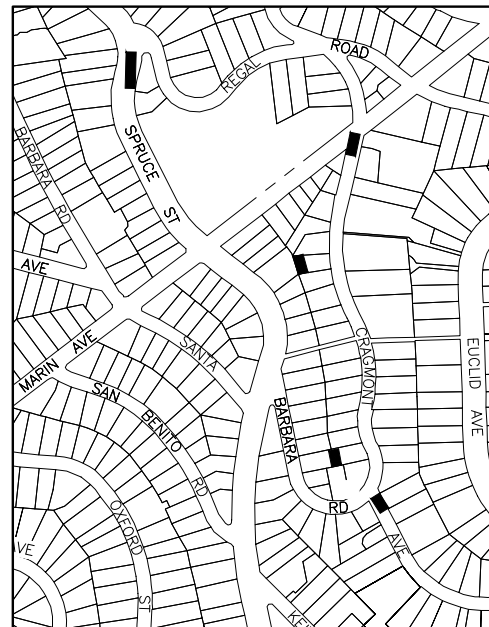 ROAD
REGAL
SPRUCE ST
BARBARA RD
AVE
SANTA
MARIN AVE
SAN BENITO RD
CRAGMONT AVE
EUCLID AVE
BARBARA RD
OXFORD ST
AVE
KE